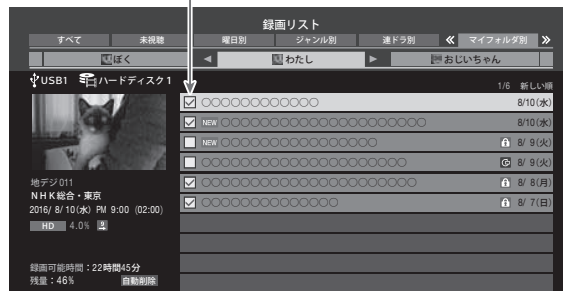 録画リスト
すべて 未視聴 曜日別 ジャンル別 連ドラ別 ≪ マイフォルダ別 ≫
ぼく ◀ わたし ▶ おじいちゃん
USB1 ハードディスク1
1/6 新しい順
○○○○○○○○○○○○ 8/10(水)
NEW ○○○○○○○○○○○○○○○○○○○○○ 8/10(水)
NEW ○○○○○○○○○○○○○○○○ 8/ 9(火)
○○○○○○○○○○○○○○○○○○○○○ G 8/ 9(火)
○○○○○○○○○○○○○○○○○○○○○○ 8/ 8(月)
○○○○○○○○○○○○○○ 8/ 7(日)
地デジ011
NHK総合・東京
2016/ 8/ 10(水) PM 9:00 (02:00)
HD 4.0% 2
録画可能時間：22時間45分
残量：46% 自動削除